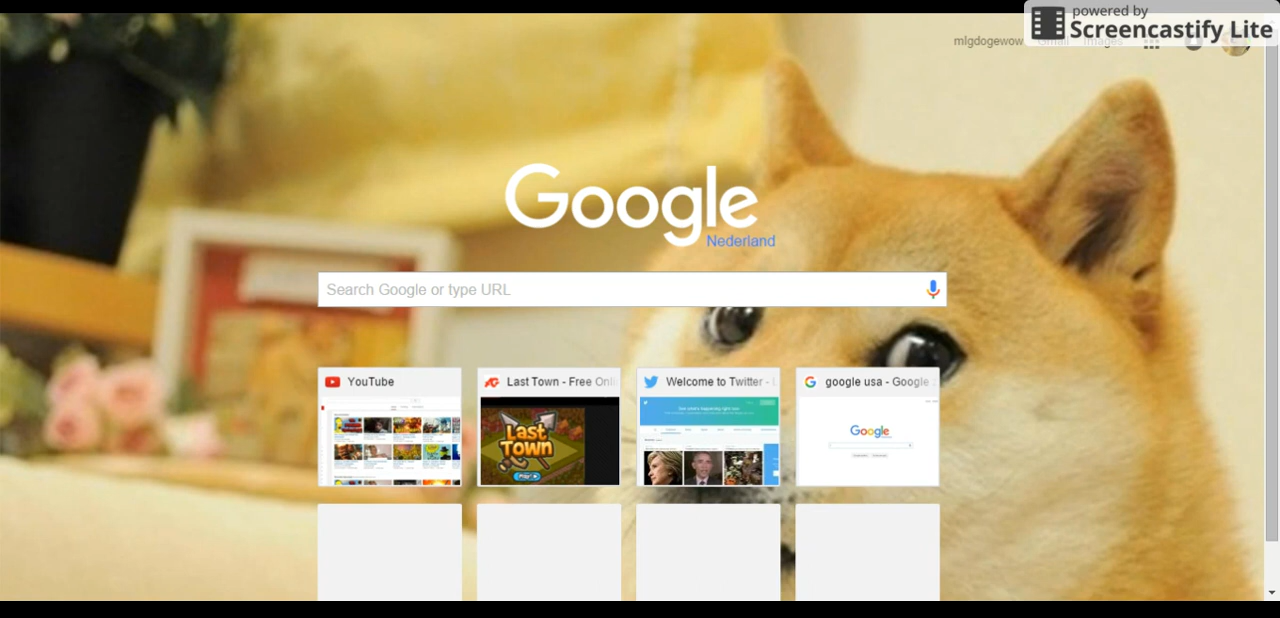 powered by
Screencastify Lite
mlgdogewow Gmail Images
Google
Nederland
Search Google or type URL
YouTube
Last Town - Free Onl
Welcome to Twitter - L
google usa - Google
LAST
TOWN
Google